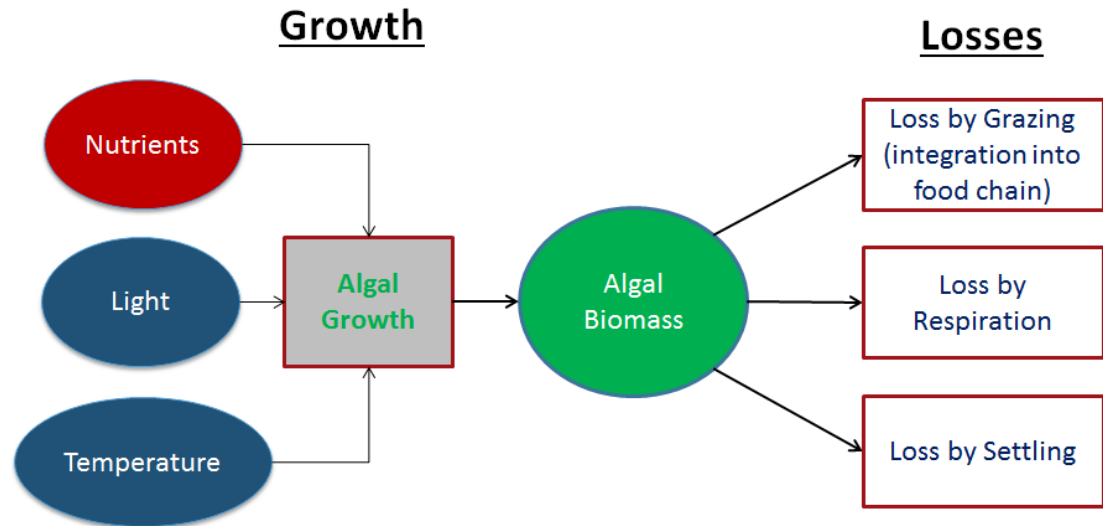 Growth
Losses
Nutrients
Light
Temperature
Algal
Growth
Algal
Biomass
Loss by Grazing
(integration into
food chain)
Loss by
Respiration
Loss by Settling